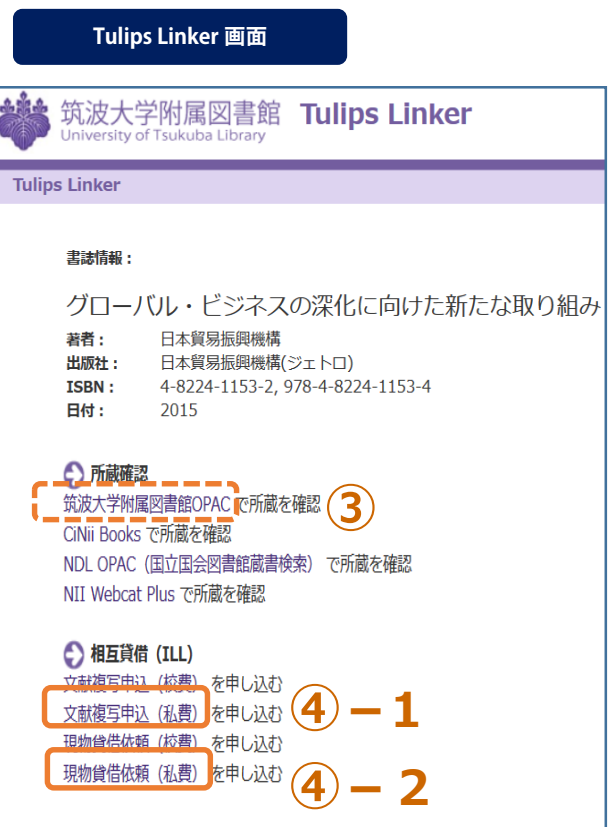 Tulips Linker 画面
筑波大学附属図書館 Tulips Linker
University of Tsukuba Library
Tulips Linker
書誌情報：
グローバル・ビジネスの深化に向けた新たな取り組み
著者： 日本貿易振興機構
出版社： 日本貿易振興機構(ジェトロ)
ISBN： 4-8224-1153-2, 978-4-8224-1153-4
日付： 2015
所蔵確認
筑波大学附属図書館OPAC で所蔵を確認 ③
CiNii Books で所蔵を確認
NDL OPAC（国立国会図書館蔵書検索） で所蔵を確認
NII Webcat Plus で所蔵を確認
相互貸借（ILL）
文献複写申込（校費） を申し込む
文献複写申込（私費） を申し込む ④－1
現物貸借依頼（校費） を申し込む
現物貸借依頼（私費） を申し込む ④－2